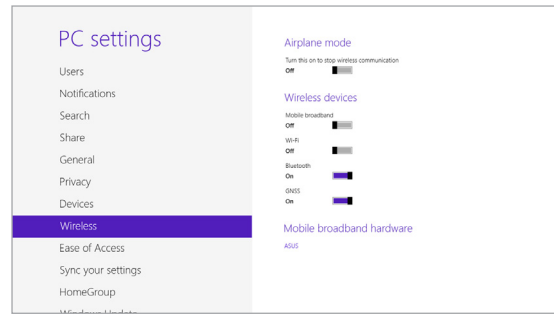 PC settings
Users
Notifications
Search
Share
General
Privacy
Devices
Wireless
Ease of Access
Sync your settings
HomeGroup
Windows Update
Airplane mode
Turn this on to stop wireless communication
Off
Wireless devices
Mobile broadband
Off
Wi-Fi
Off
Bluetooth
On
GNSS
On
Mobile broadband hardware
ASUS